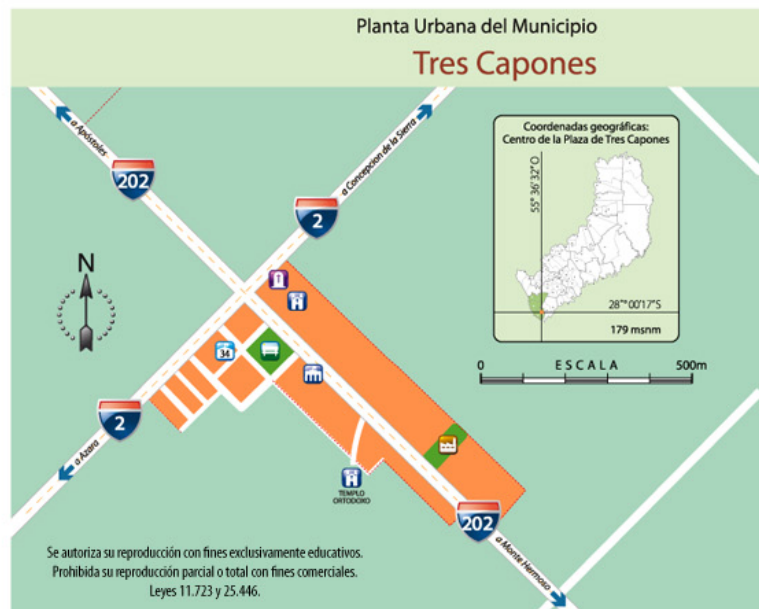 Planta Urbana del Municipio
Tres Capones
a Apóstoles
202
a Concepcion de la Sierra
2
Coordenadas geográficas:
Centro de la Plaza de Tres Capones
55° 36' 32" O
28°° 00'17"S
179 msnm
N
0 ESCALA 500m
34
2
a Azara
TEMPLO
ORTODOXO
202
a Monte Hermoso
Se autoriza su reproducción con fines exclusivamente educativos.
Prohibida su reproducción parcial o total con fines comerciales.
Leyes 11.723 y 25.446.